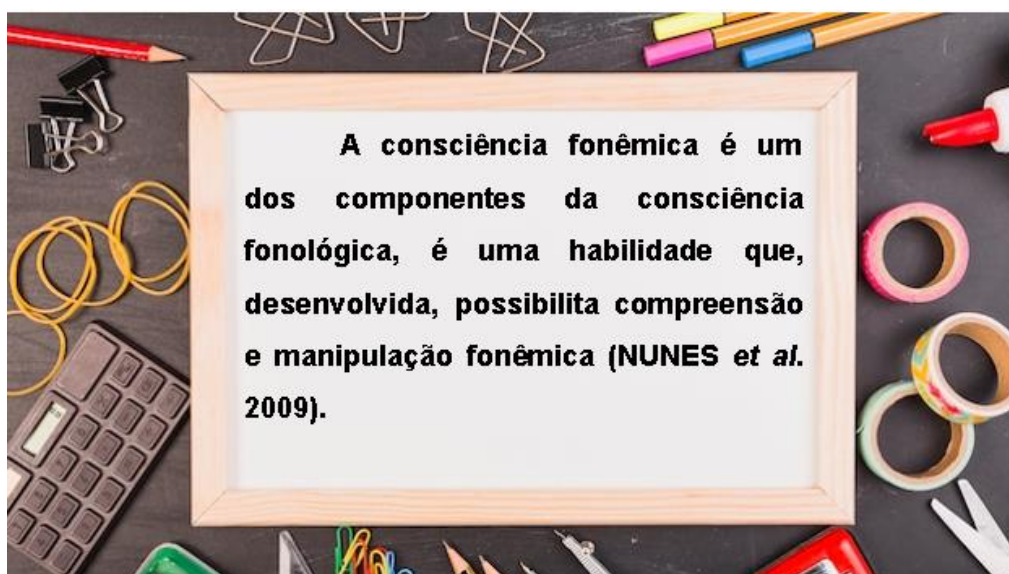 A consciência fonêmica é um
dos componentes da consciência
fonológica, é uma habilidade que,
desenvolvida, possibilita compreensão
e manipulação fonêmica (NUNES et al.
2009).